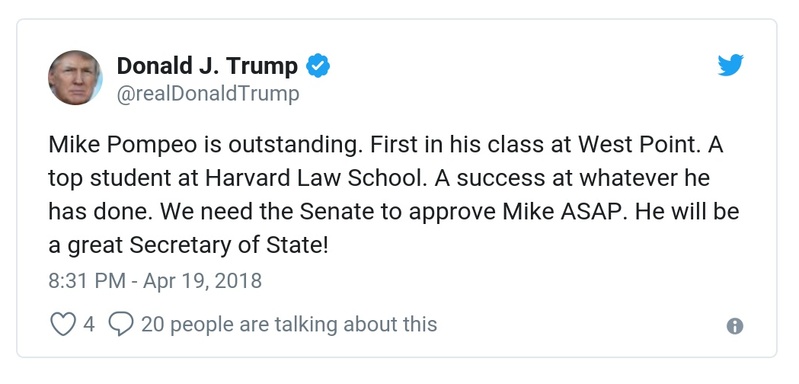 Donald J. Trump
@realDonaldTrump
Mike Pompeo is outstanding. First in his class at West Point. A
top student at Harvard Law School. A success at whatever he
has done. We need the Senate to approve Mike ASAP. He will be
a great Secretary of State!
8:31 PM - Apr 19, 2018
4 20 people are talking about this